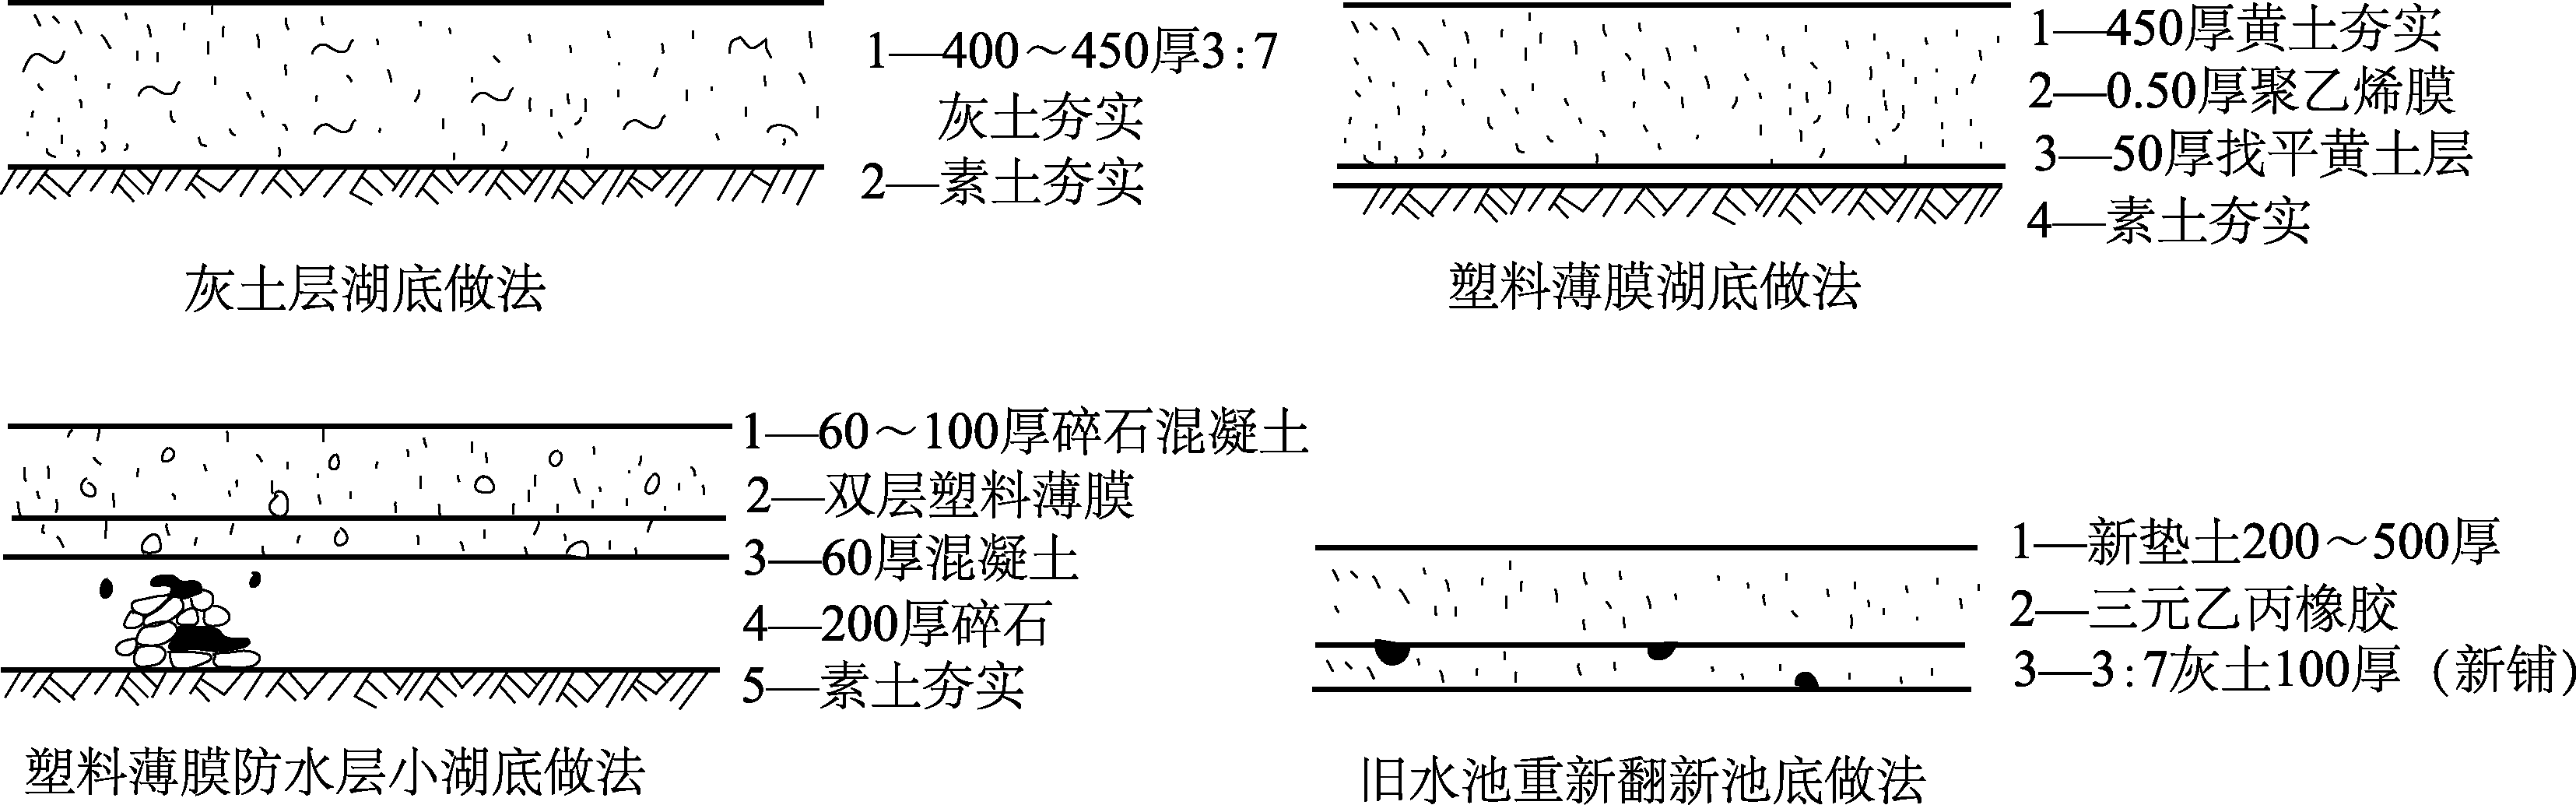 1—400～450厚3:7
灰土夯实
2—素土夯实
灰土层湖底做法
1—450厚黄土夯实
2—0.50厚聚乙烯膜
3—50厚找平黄土层
4—素土夯实
塑料薄膜湖底做法
1—60～100厚碎石混凝土
2—双层塑料薄膜
3—60厚混凝土
4—200厚碎石
5—素土夯实
塑料薄膜防水层小湖底做法
1—新垫土200～500厚
2—三元乙丙橡胶
3—3:7灰土100厚（新铺）
旧水池重新翻新池底做法